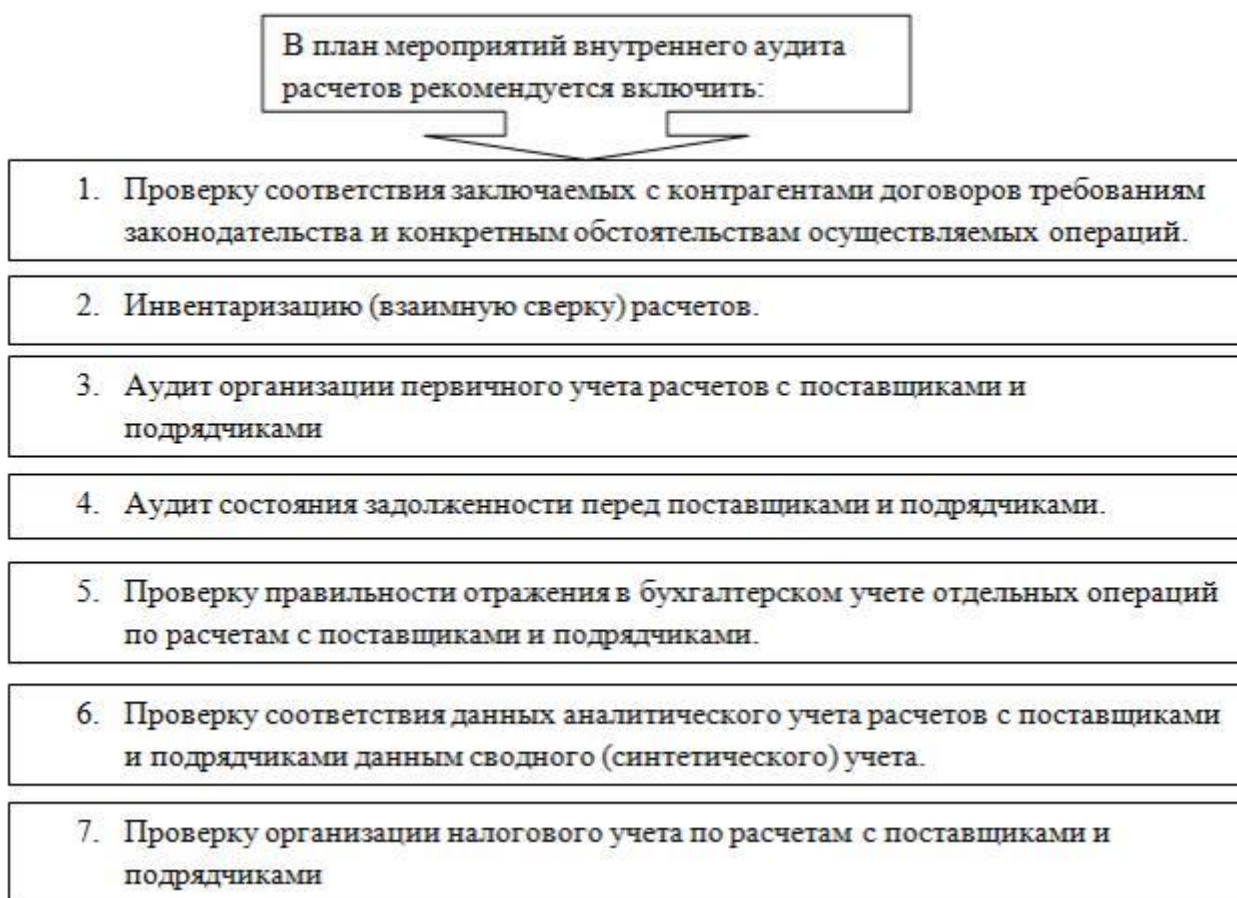 В план мероприятий внутреннего аудита
расчетов рекомендуется включить:
1. Проверку соответствия заключаемых с контрагентами договоров требованиям
законодательства и конкретным обстоятельствам осуществляемых операций.
2. Инвентаризацию (взаимную сверку) расчетов.
3. Аудит организации первичного учета расчетов с поставщиками и
подрядчиками
4. Аудит состояния задолженности перед поставщиками и подрядчиками.
5. Проверку правильности отражения в бухгалтерском учете отдельных операций
по расчетам с поставщиками и подрядчиками.
6. Проверку соответствия данных аналитического учета расчетов с поставщиками
и подрядчиками данным сводного (синтетического) учета.
7. Проверку организации налогового учета по расчетам с поставщиками и
подрядчиками